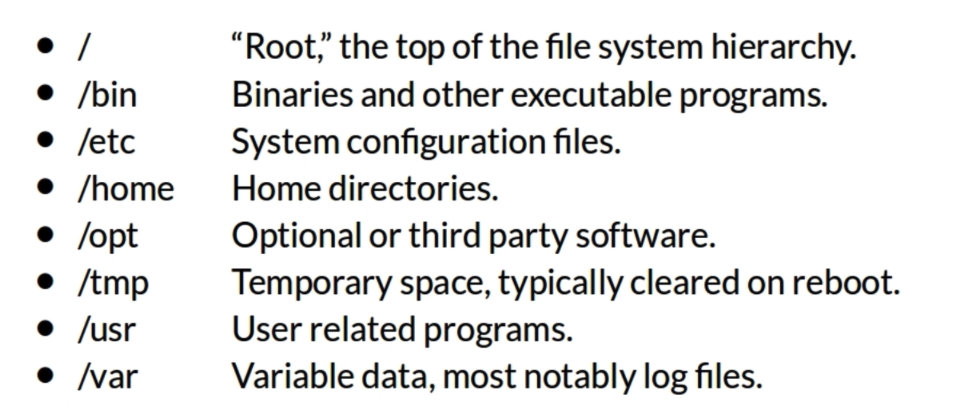 • / “Root,” the top of the file system hierarchy.
• /bin Binaries and other executable programs.
• /etc System configuration files.
• /home Home directories.
• /opt Optional or third party software.
• /tmp Temporary space, typically cleared on reboot.
• /usr User related programs.
• /var Variable data, most notably log files.